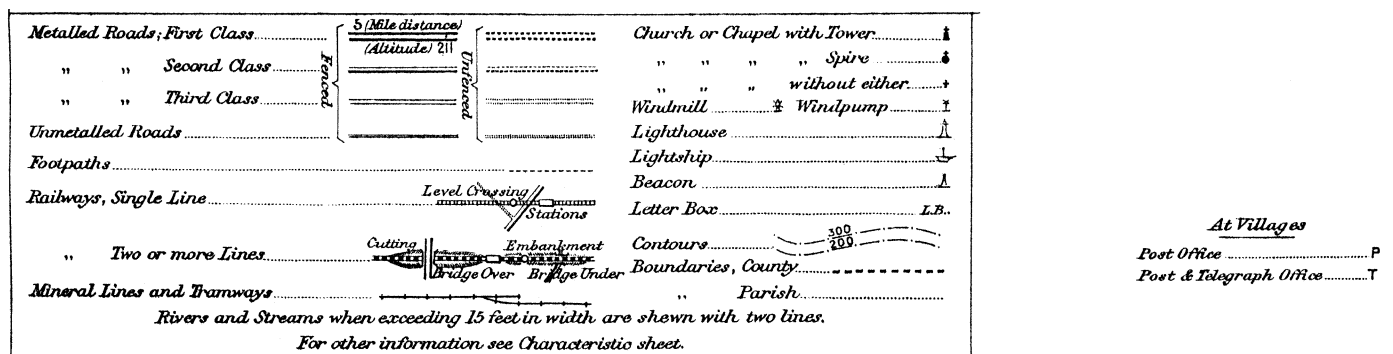 Metalled Roads; First Class
5 (Mile distance)
(Altitude) 211
„ „ Second Class
„ „ Third Class
Unmetalled Roads
Fenced
Unfenced
Footpaths
Railways, Single Line
Level Crossing
Stations
„ Two or more Lines
Cutting
Embankment
Bridge Over
Bridge Under
Mineral Lines and Tramways
Church or Chapel with Tower
„ „ „ „ Spire
„ „ „ without either
Windmill Windpump
Lighthouse
Lightship
Beacon
Letter Box L.B.
Contours 300
200
Boundaries, County
„ Parish
Rivers and Streams when exceeding 15 feet in width are shewn with two lines.
For other information see Characteristic sheet.
At Villages
Post Office P
Post & Telegraph Office T